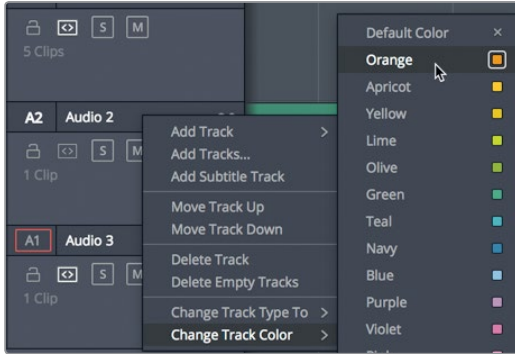 S M
5 Clips
A2 Audio 2
S M
1 Clip
A1 Audio 3
S M
1 Clip
Add Track >
Add Tracks...
Add Subtitle Track
Move Track Up
Move Track Down
Delete Track
Delete Empty Tracks
Change Track Type To >
Change Track Color >
Default Color ×
Orange
Apricot
Yellow
Lime
Olive
Green
Teal
Navy
Blue
Purple
Violet